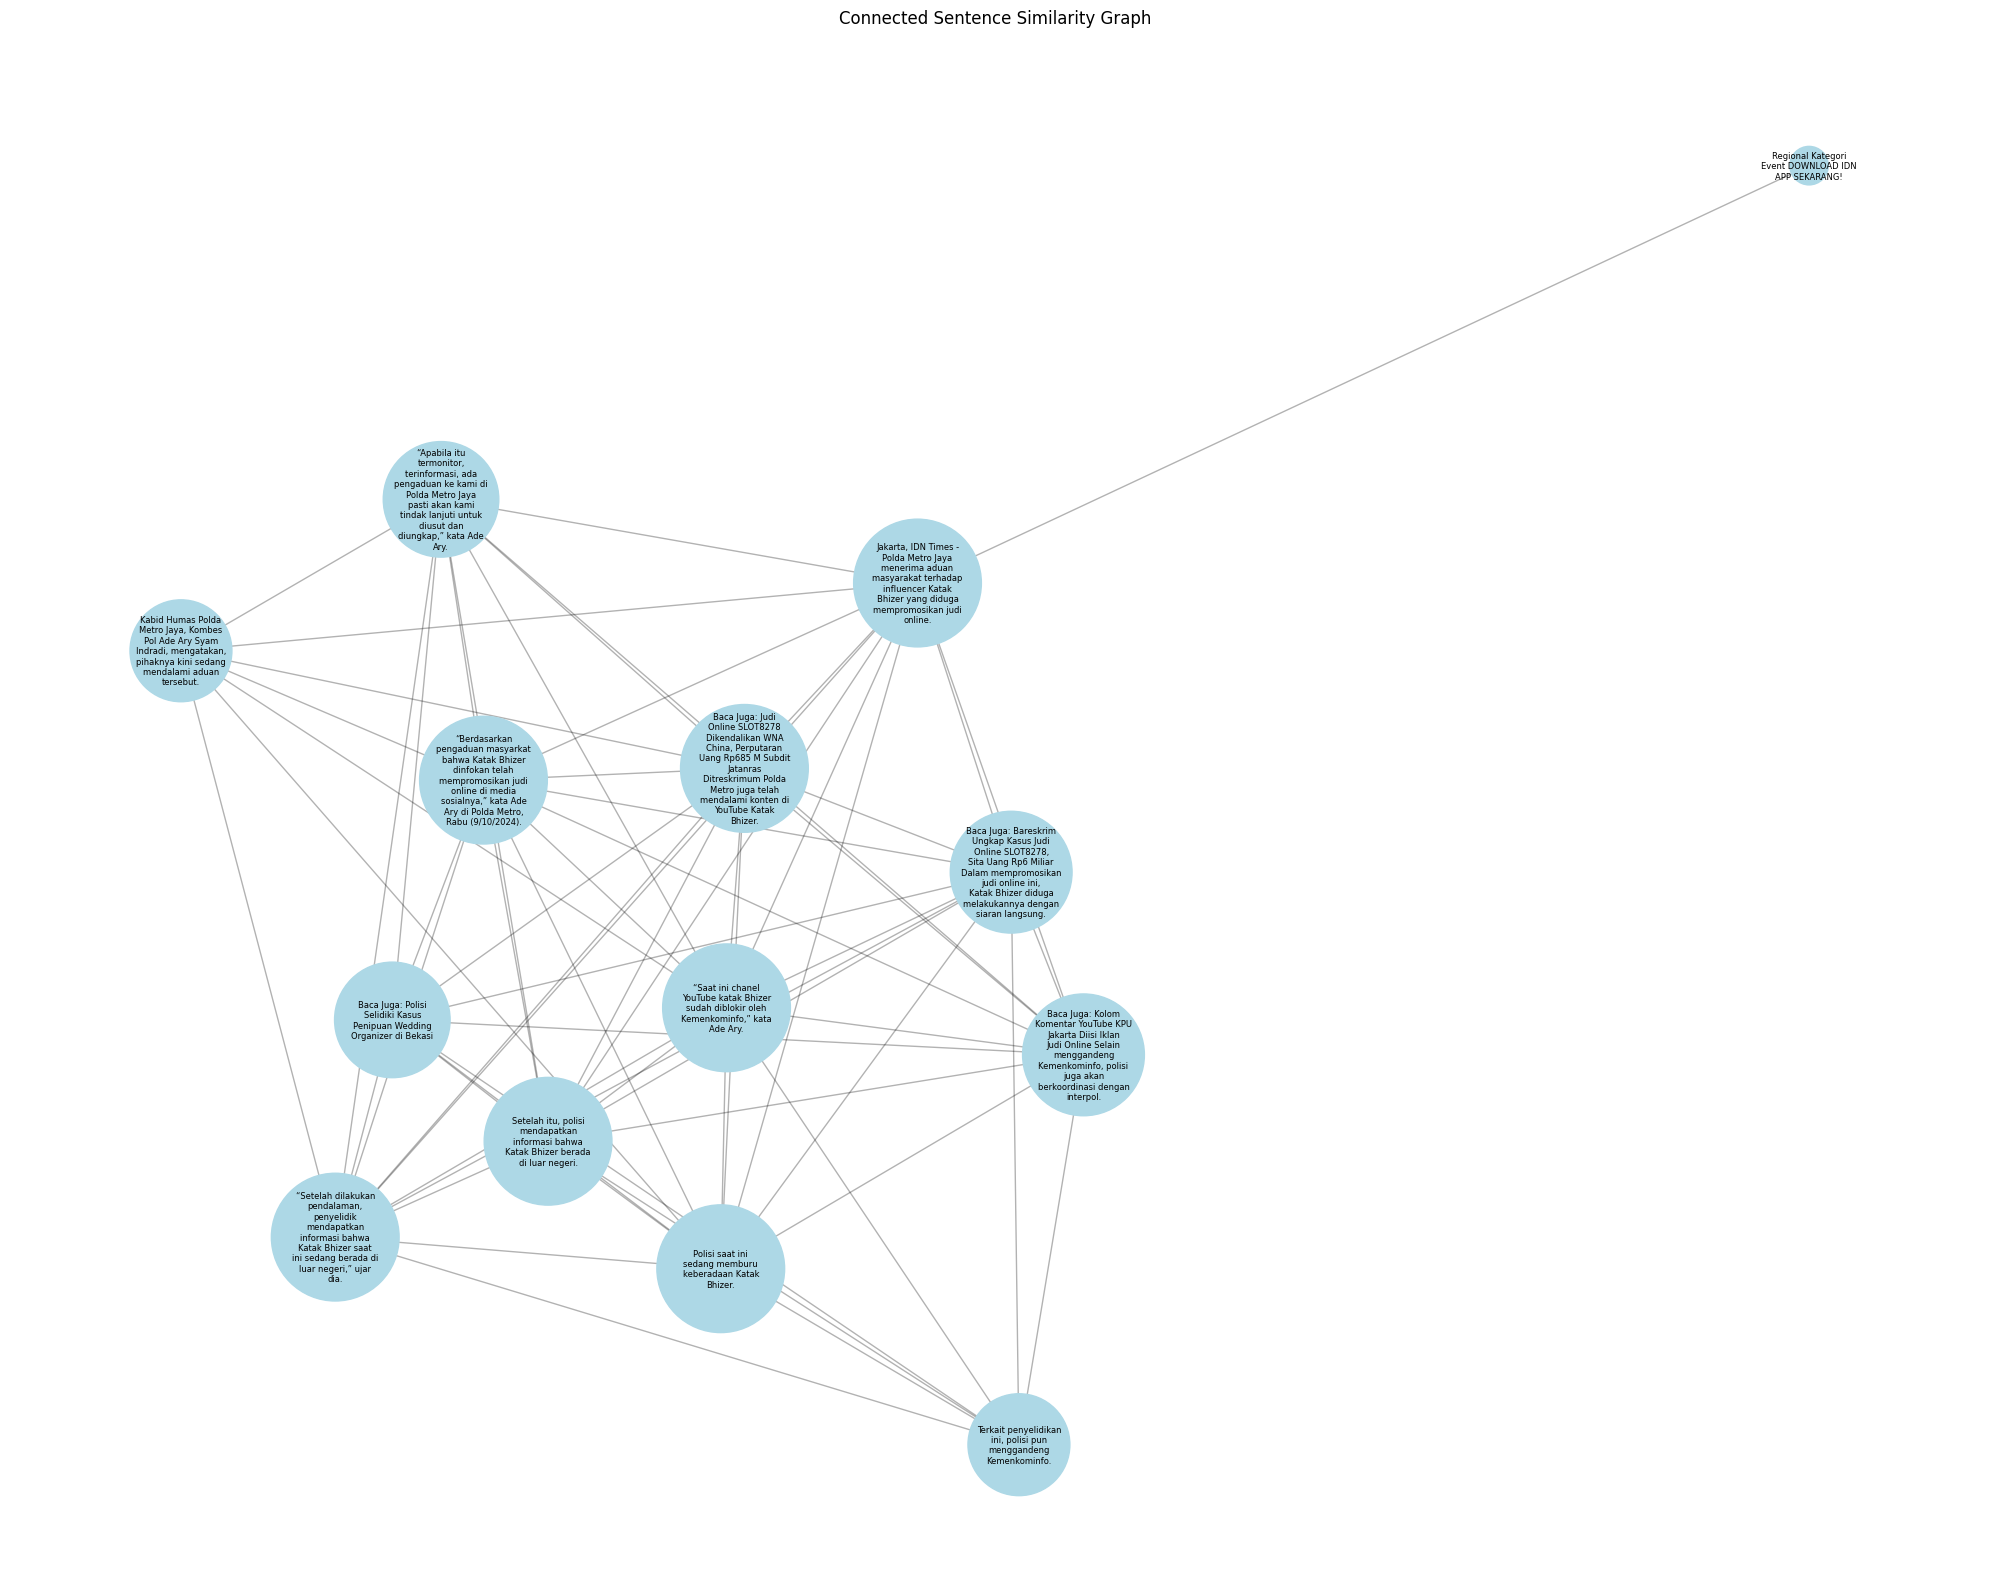 Connected Sentence Similarity Graph
Regional Kategori
Event DOWNLOAD IDN
APP SEKARANG!
“Apabila itu
termonitor,
terinformasi, ada
pengaduan ke kami di
Polda Metro Jaya
pasti akan kami
tindak lanjuti untuk
diusut dan
diungkap,” kata Ade
Ary.
Jakarta, IDN Times -
Polda Metro Jaya
menerima aduan
masyarakat terhadap
influencer Katak
Bhizer yang diduga
mempromosikan judi
online.
Kabid Humas Polda
Metro Jaya, Kombes
Pol Ade Ary Syam
Indradi, mengatakan,
pihaknya kini sedang
mendalami aduan
tersebut.
“Berdasarkan
pengaduan masyarkat
bahwa Katak Bhizer
dinfokan telah
mempromosikan judi
online di media
sosialnya,” kata Ade
Ary di Polda Metro,
Rabu (9/10/2024).
Baca Juga: Judi
Online SLOT8278
Dikendalikan WNA
China, Perputaran
Uang Rp685 M Subdit
Jatanras
Ditreskrimum Polda
Metro juga telah
mendalami konten di
YouTube Katak
Bhizer.
Baca Juga: Bareskrim
Ungkap Kasus Judi
Online SLOT8278,
Sita Uang Rp6 Miliar
Dalam mempromosikan
judi online ini,
Katak Bhizer diduga
melakukannya dengan
siaran langsung.
Baca Juga: Polisi
Selidiki Kasus
Penipuan Wedding
Organizer di Bekasi
“Saat ini chanel
YouTube katak Bhizer
sudah diblokir oleh
Kemenkominfo,” kata
Ade Ary.
Baca Juga: Kolom
Komentar YouTube KPU
Jakarta Diisi Iklan
Judi Online Selain
menggandeng
Kemenkominfo, polisi
juga akan
berkoordinasi dengan
interpol.
Setelah itu, polisi
mendapatkan
informasi bahwa
Katak Bhizer berada
di luar negeri.
“Setelah dilakukan
pendalaman,
penyelidik
mendapatkan
informasi bahwa
Katak Bhizer saat
ini sedang berada di
luar negeri,” ujar
dia.
Polisi saat ini
sedang memburu
keberadaan Katak
Bhizer.
Terkait penyelidikan
ini, polisi pun
menggandeng
Kemenkominfo.